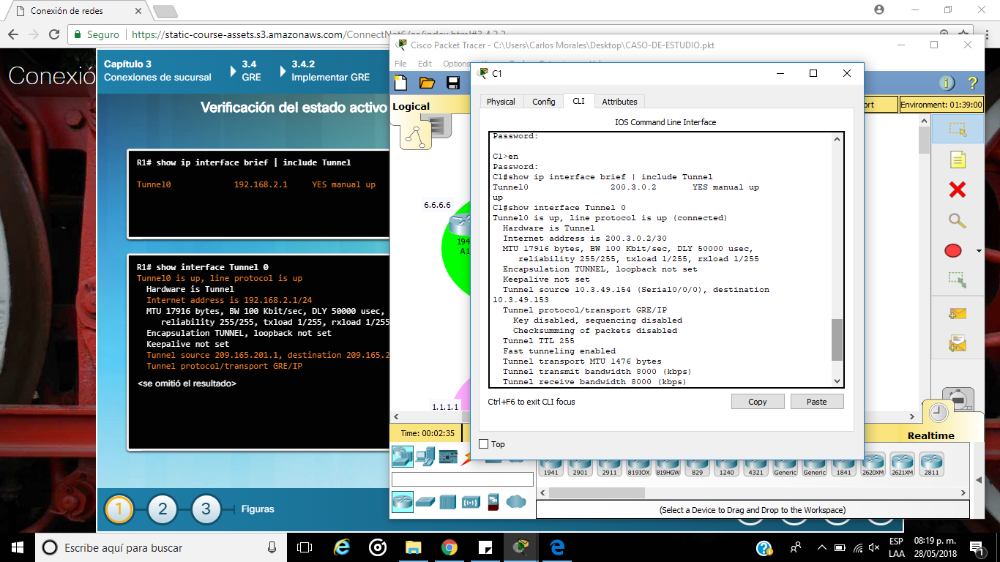 Conexión de redes
Seguro
https://static-course-assets.s3.amazonaws.com/ConnectNet6/es/index.html#3.4.2.2
Conexió
Capítulo 3
Conexiones de sucursal
3.4
GRE
3.4.2
Implementar GRE
Verificación del estado activo
R1# show ip interface brief | include Tunnel
Tunnel0 192.168.2.1 YES manual up
R1# show interface Tunnel 0
Tunnel0 is up, line protocol is up
Hardware is Tunnel
Internet address is 192.168.2.1/24
MTU 17916 bytes, BW 100 Kbit/sec, DLY 50000 usec,
reliability 255/255, txload 1/255, rxload 1/255
Encapsulation TUNNEL, loopback not set
Keepalive not set
Tunnel source 209.165.201.1, destination 209.165.2
Tunnel protocol/transport GRE/IP
<se omitió el resultado>
1
2
3
Figuras
Cisco Packet Tracer - C:\Users\Carlos Morales\Desktop\CASO-DE-ESTUDIO.pkt
File Edit Options
Logical
ort
Environment: 01:39:00
6.6.6.6
194
A1
1.1.1.1
C1
Physical
Config
CLI
Attributes
IOS Command Line Interface
Password:
C1>en
Password:
C1#show ip interface brief | include Tunnel
Tunnel0 200.3.0.2 YES manual up
up
C1#show interface Tunnel 0
Tunnel0 is up, line protocol is up (connected)
Hardware is Tunnel
Internet address is 200.3.0.2/30
MTU 17916 bytes, BW 100 Kbit/sec, DLY 50000 usec,
reliability 255/255, txload 1/255, rxload 1/255
Encapsulation TUNNEL, loopback not set
Keepalive not set
Tunnel source 10.3.49.154 (Serial0/0/0), destination
10.3.49.153
Tunnel protocol/transport GRE/IP
Key disabled, sequencing disabled
Checksumming of packets disabled
Tunnel TTL 255
Fast tunneling enabled
Tunnel transport MTU 1476 bytes
Tunnel transmit bandwidth 8000 (kbps)
Tunnel receive bandwidth 8000 (kbps)
Ctrl+F6 to exit CLI focus
Copy
Paste
Top
Time: 00:02:35
Realtime
1941 2901 2911 819IOX 819HGW 829 1240 4321 Generic Generic 1841 2620XM 2621XM 2811
(Select a Device to Drag and Drop to the Workspace)
Escribe aquí para buscar
ESP
LAA
08:19 p. m.
28/05/2018
1